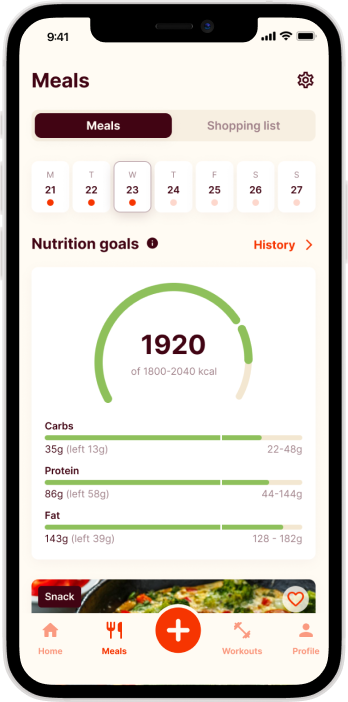 9:41
Meals
Meals Shopping list
M T W T F S S
21 22 23 24 25 26 27
Nutrition goals History
1920
of 1800-2040 kcal
Carbs
35g (left 13g) 22-48g
Protein
86g (left 58g) 44-144g
Fat
143g (left 39g) 128 - 182g
Snack
Home Meals Workouts Profile